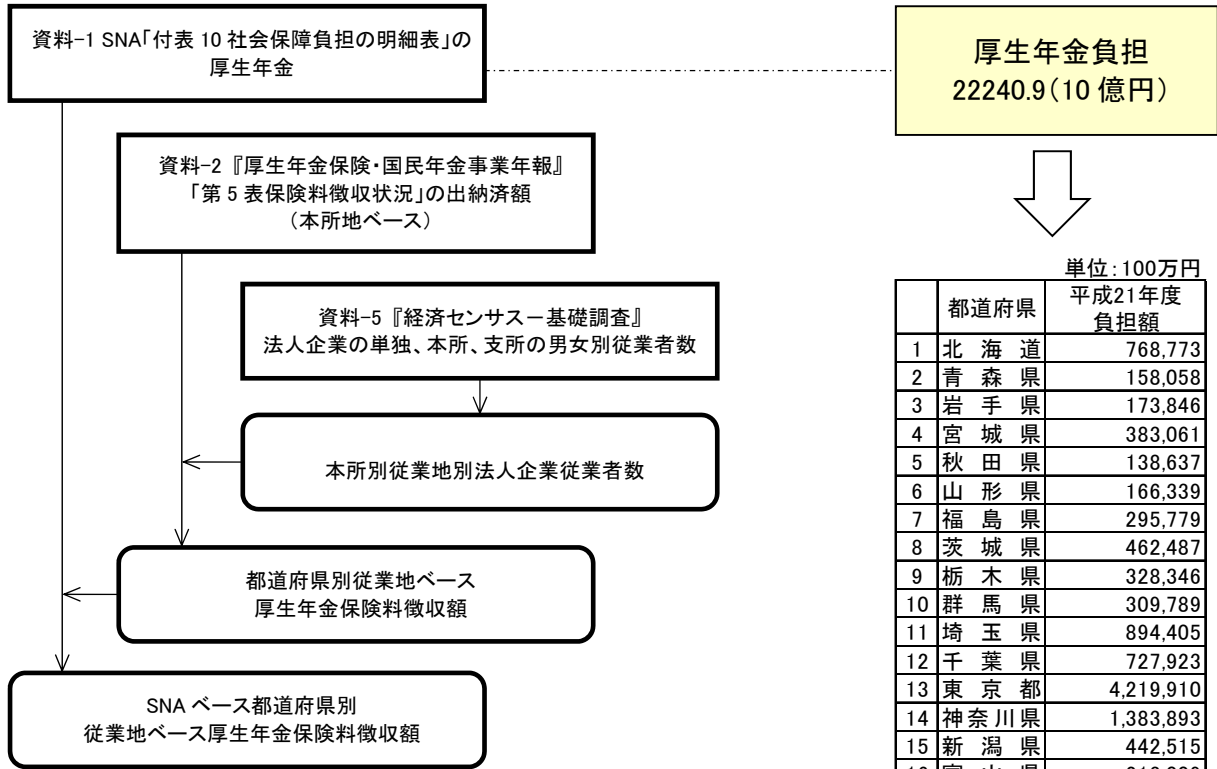 資料-1 SNA「付表 10 社会保障負担の明細表」の
厚生年金
資料-2『厚生年金保険・国民年金事業年報』
「第 5 表保険料徴収状況」の出納済額
（本所地ベース）
資料-5『経済センサスー基礎調査』
法人企業の単独、本所、支所の男女別従業者数
本所別従業地別法人企業従業者数
都道府県別従業地ベース
厚生年金保険料徴収額
SNA ベース都道府県別
従業地ベース厚生年金保険料徴収額
厚生年金負担
22240.9（10 億円）
単位：100万円
都道府県 平成21年度
負担額
1 北海道 768,773
2 青森県 158,058
3 岩手県 173,846
4 宮城県 383,061
5 秋田県 138,637
6 山形県 166,339
7 福島県 295,779
8 茨城県 462,487
9 栃木県 328,346
10 群馬県 309,789
11 埼玉県 894,405
12 千葉県 727,923
13 東京都 4,219,910
14 神奈川県 1,383,893
15 新潟県 442,515